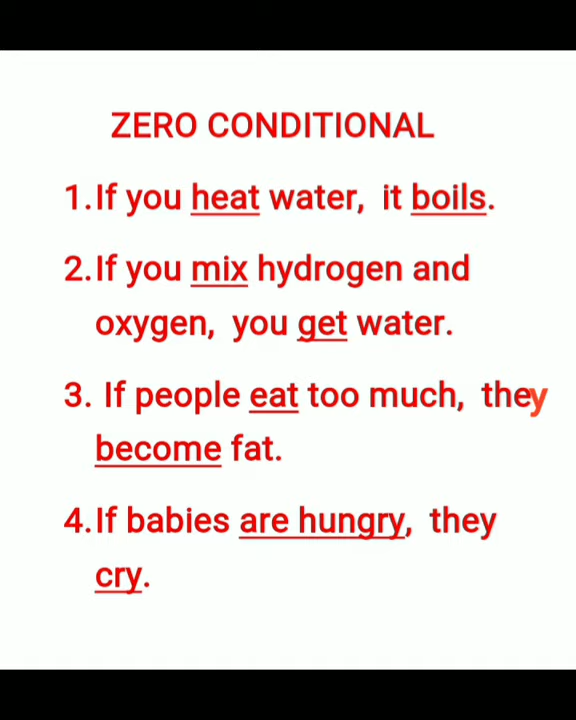 ZERO CONDITIONAL
1.If you heat water, it boils.
2.If you mix hydrogen and
oxygen, you get water.
3. If people eat too much, they
become fat.
4.If babies are hungry, they
cry.